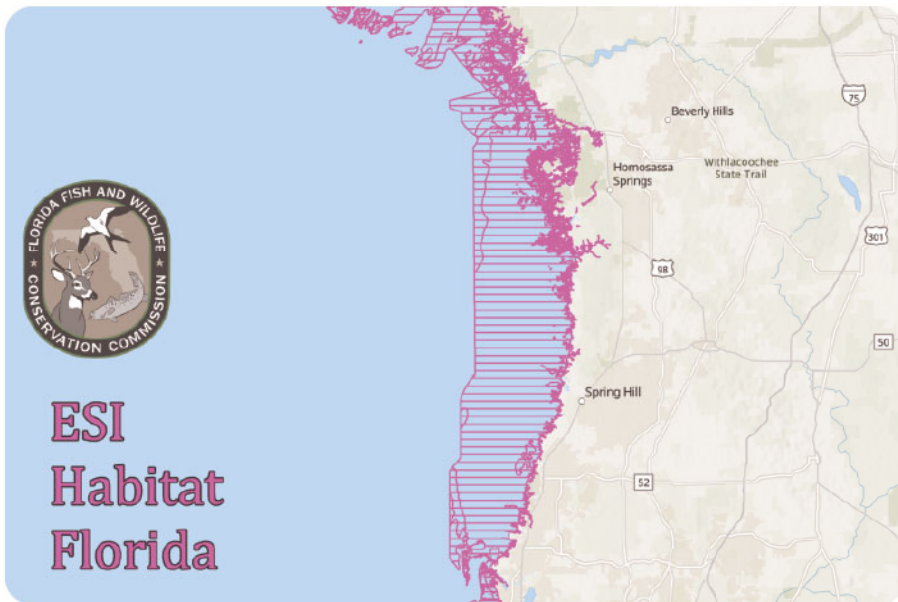 FLORIDA FISH AND WILDLIFE
CONSERVATION COMMISSION
ESI
Habitat
Florida
75
Beverly Hills
Homosassa
Springs
Withlacoochee
State Trail
301
98
50
Spring Hill
52